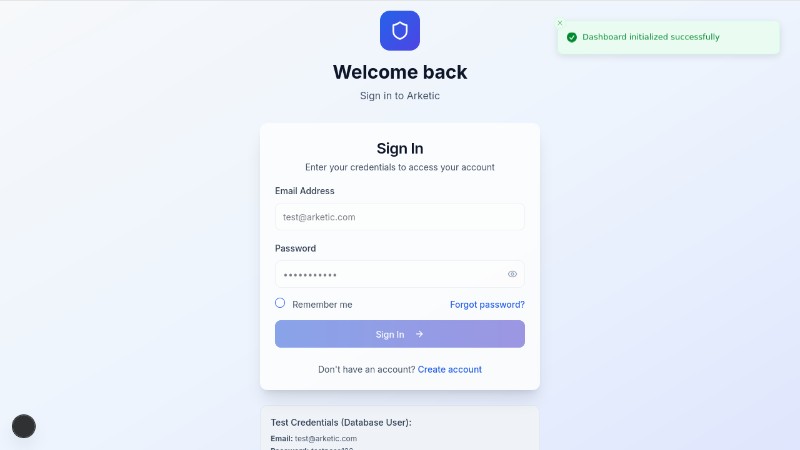 Dashboard initialized successfully
Welcome back
Sign in to Arketic
Sign In
Enter your credentials to access your account
Email Address
test@arketic.com
Password
•••••••••••
Remember me
Forgot password?
Sign In →
Don't have an account? Create account
Test Credentials (Database User):
Email: test@arketic.com